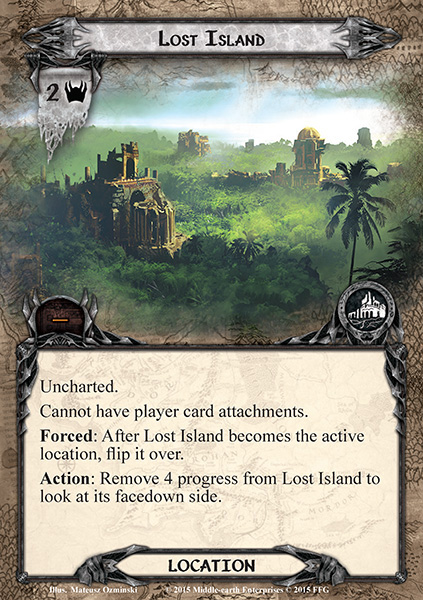 Lost Island
2
–
Uncharted.
Cannot have player card attachments.
Forced: After Lost Island becomes the active
location, flip it over.
Action: Remove 4 progress from Lost Island to
look at its facedown side.
LOCATION
Illus. Mateusz Ozminski © 2015 Middle-earth Enterprises © 2015 FFG